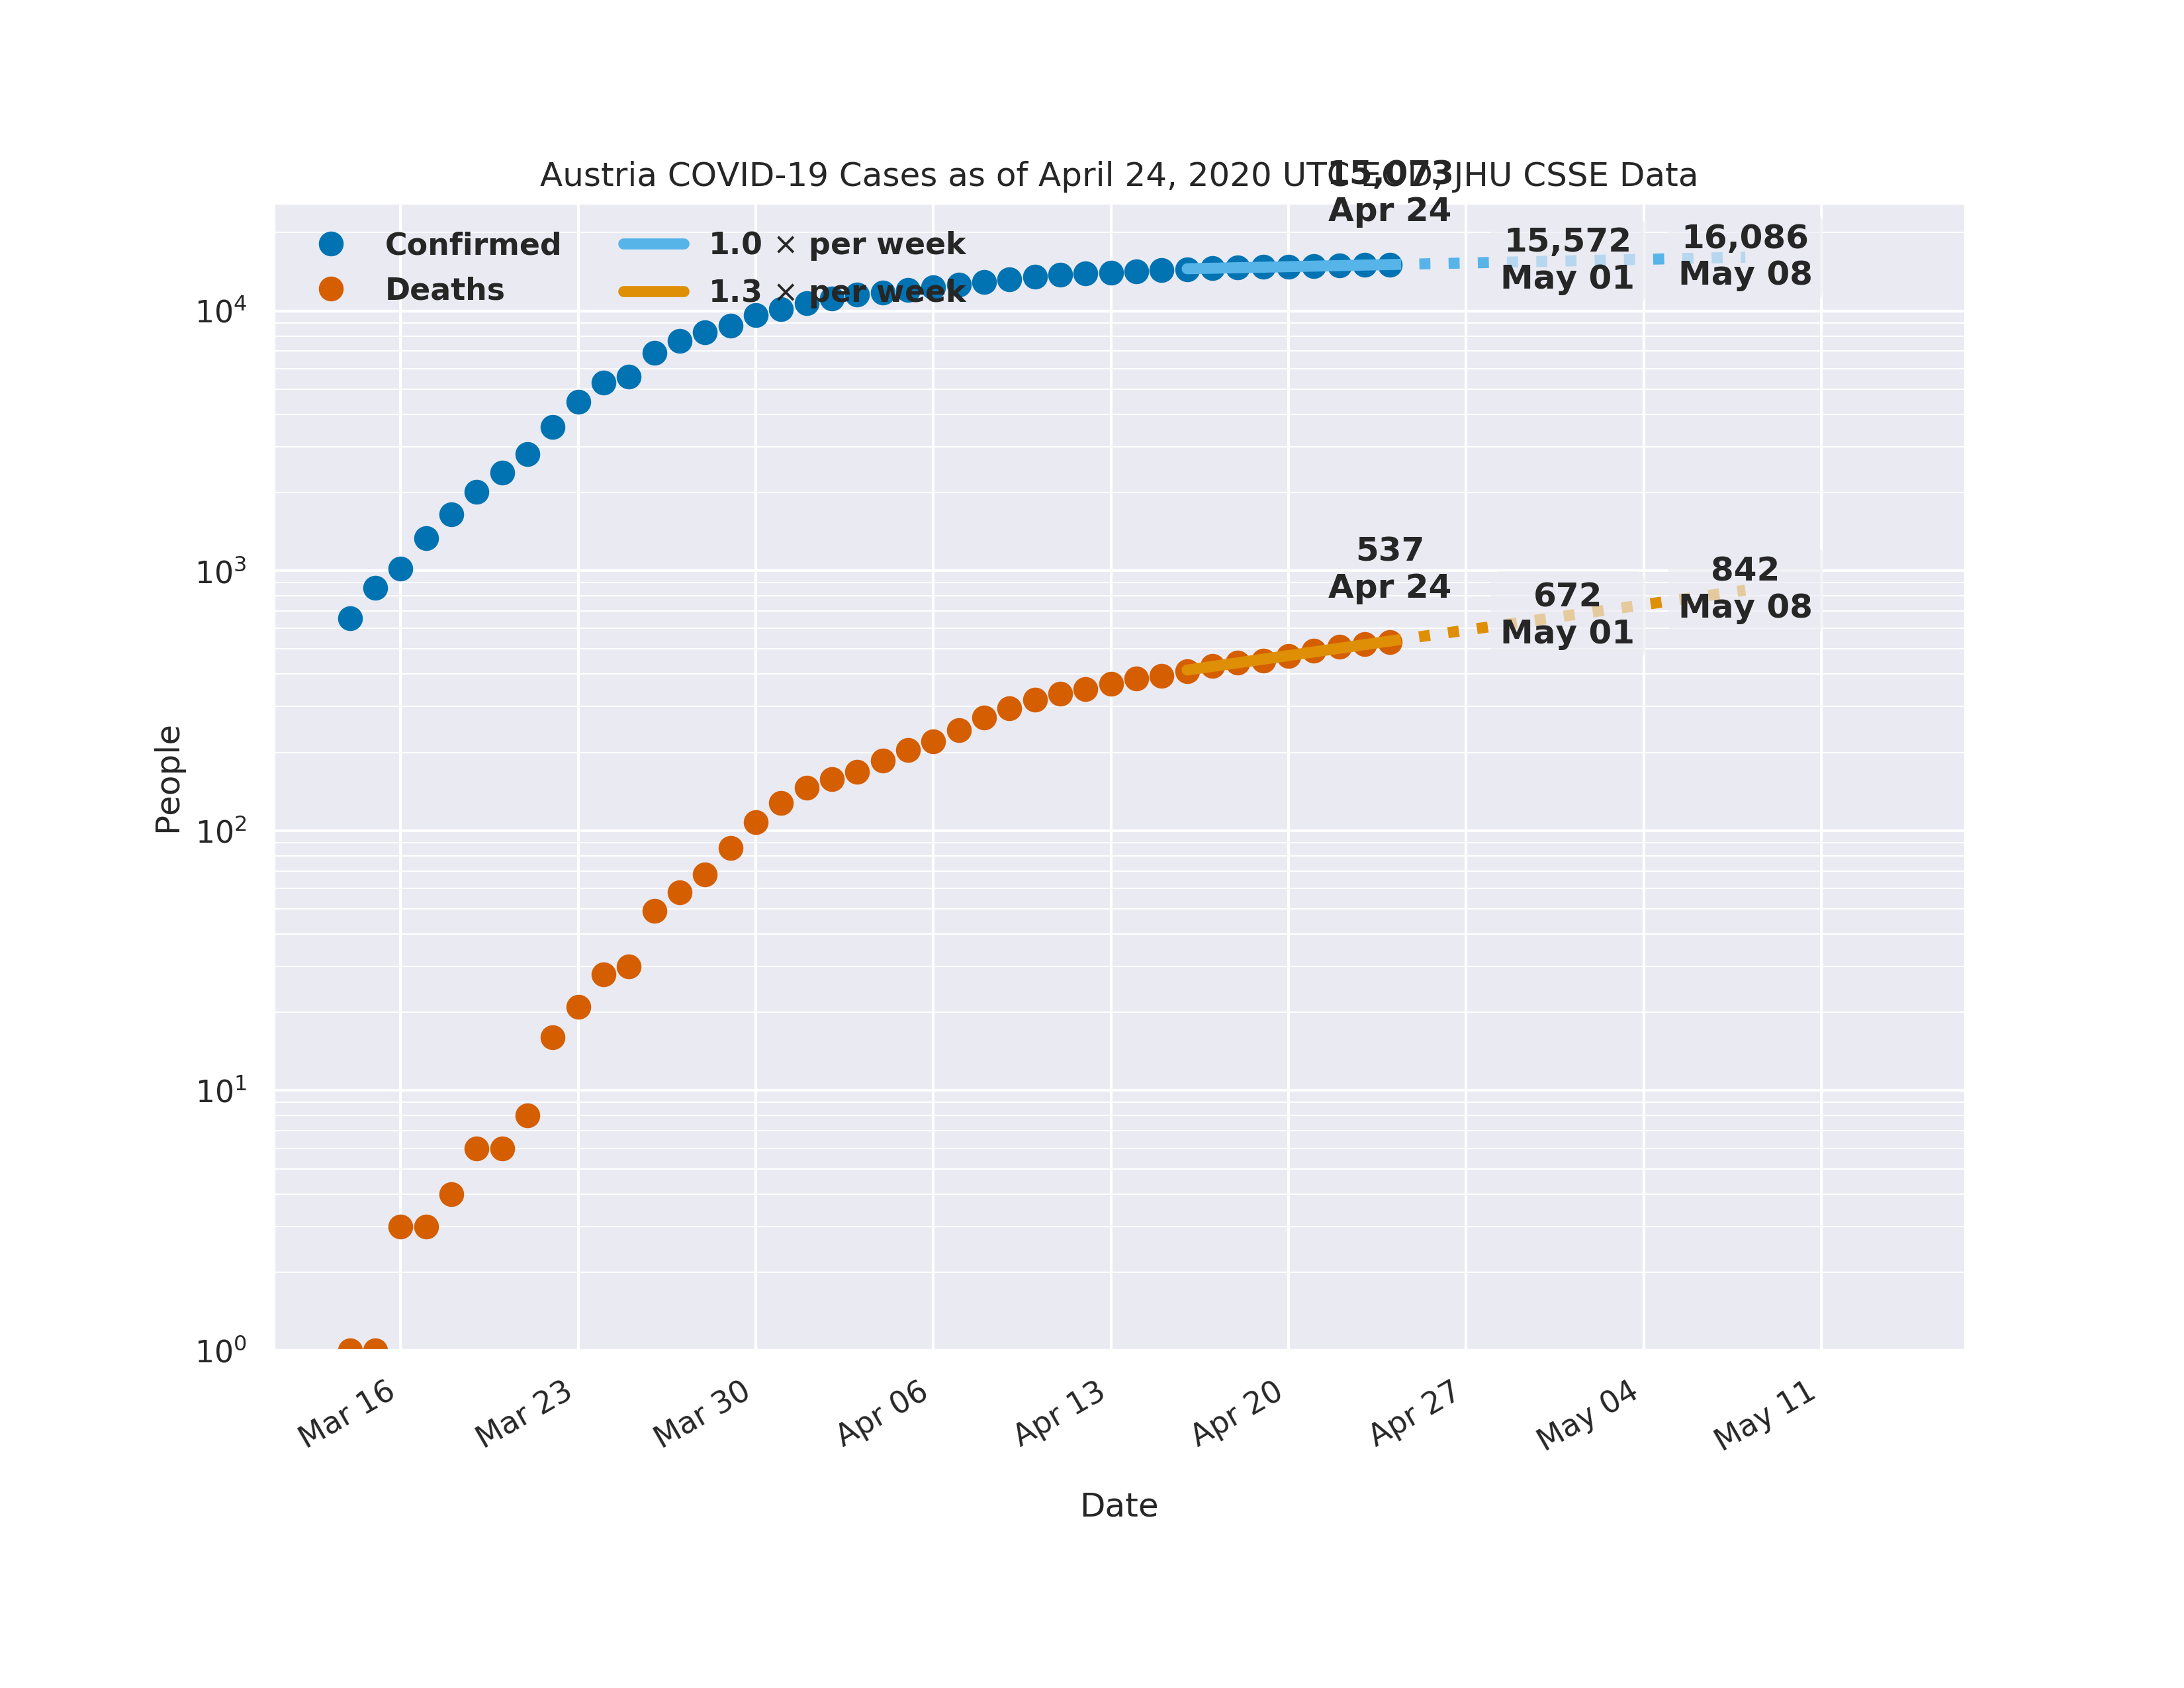 Austria COVID-19 Cases as of April 24, 2020 UTC EOD, JHU CSSE Data
15,073
Apr 24
Confirmed
Deaths
1.0 × per week
1.3 × per week
15,572
May 01
16,086
May 08
537
Apr 24
672
May 01
842
May 08
People
10⁴
10³
10²
10¹
10⁰
Mar 16
Mar 23
Mar 30
Apr 06
Apr 13
Apr 20
Apr 27
May 04
May 11
Date